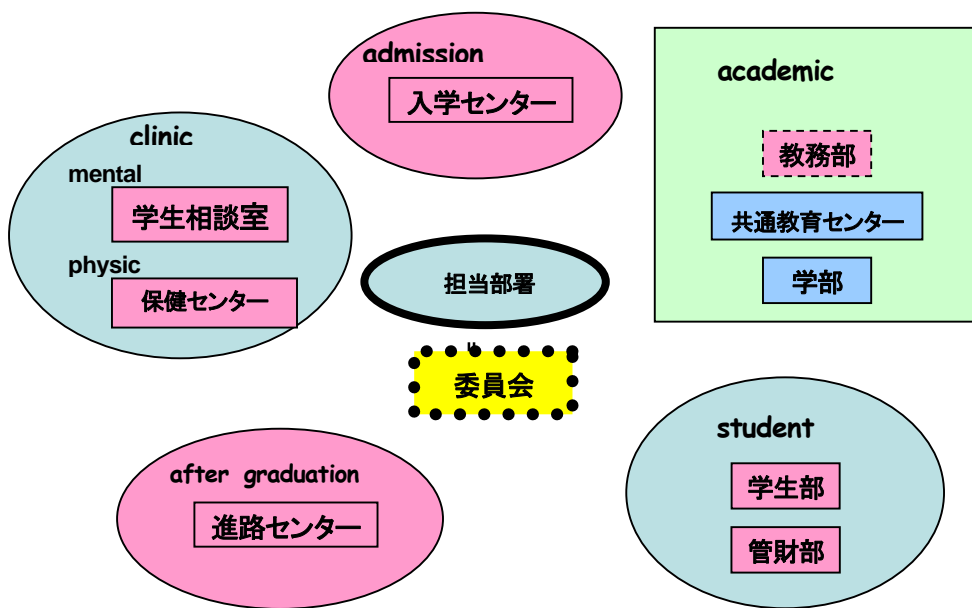 admission
入学センター
academic
教務部
共通教育センター
学部
clinic
mental
学生相談室
physic
保健センター
担当部署
委員会
student
学生部
管財部
after graduation
進路センター